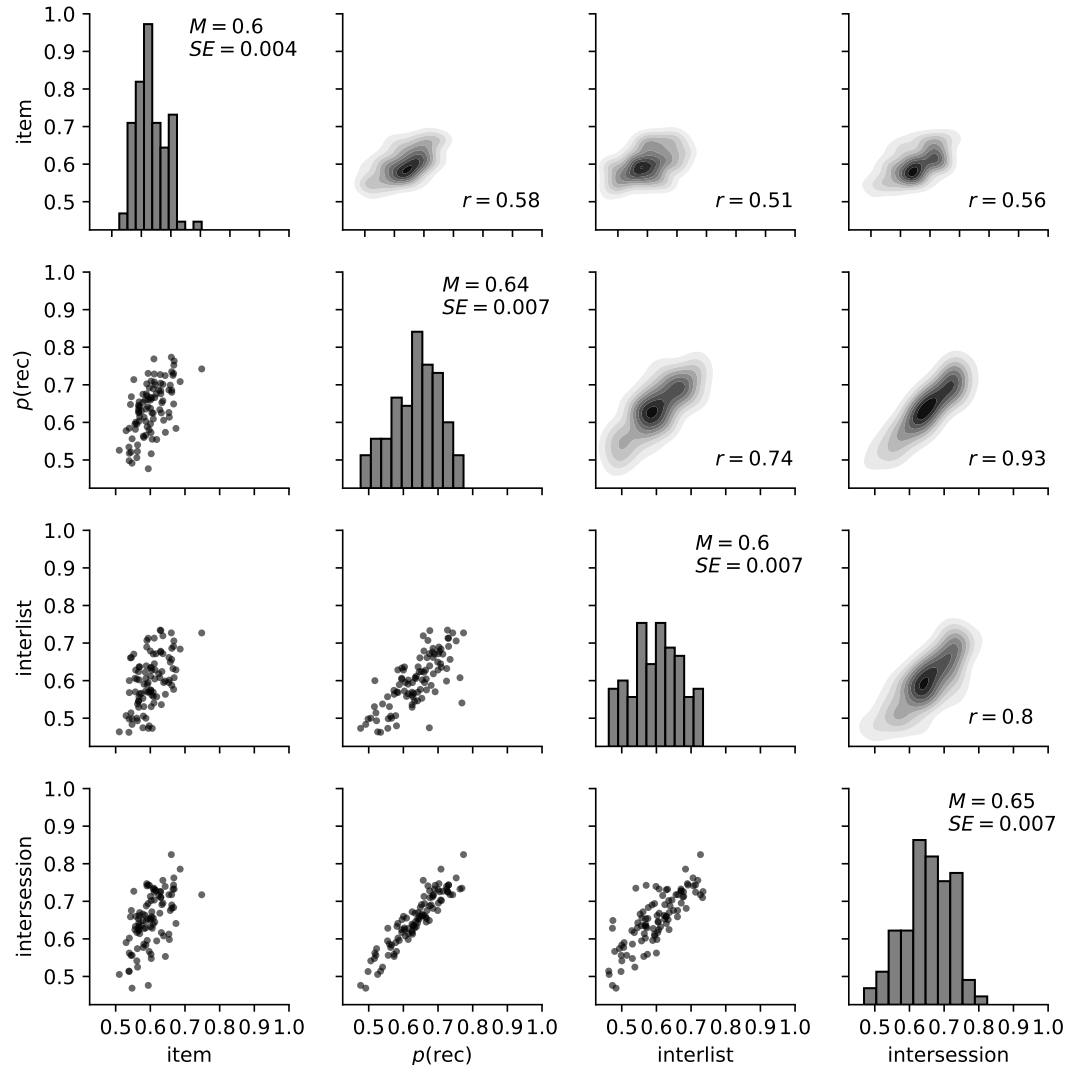 1.0
0.9
0.8
0.7
0.6
0.5
item
M = 0.6
SE = 0.004
r = 0.58
r = 0.51
r = 0.56
1.0
0.9
0.8
0.7
0.6
0.5
p(rec)
M = 0.64
SE = 0.007
r = 0.74
r = 0.93
1.0
0.9
0.8
0.7
0.6
0.5
interlist
M = 0.6
SE = 0.007
r = 0.8
1.0
0.9
0.8
0.7
0.6
0.5
intersession
M = 0.65
SE = 0.007
0.5 0.6 0.7 0.8 0.9 1.0
item
0.5 0.6 0.7 0.8 0.9 1.0
p(rec)
0.5 0.6 0.7 0.8 0.9 1.0
interlist
0.5 0.6 0.7 0.8 0.9 1.0
intersession